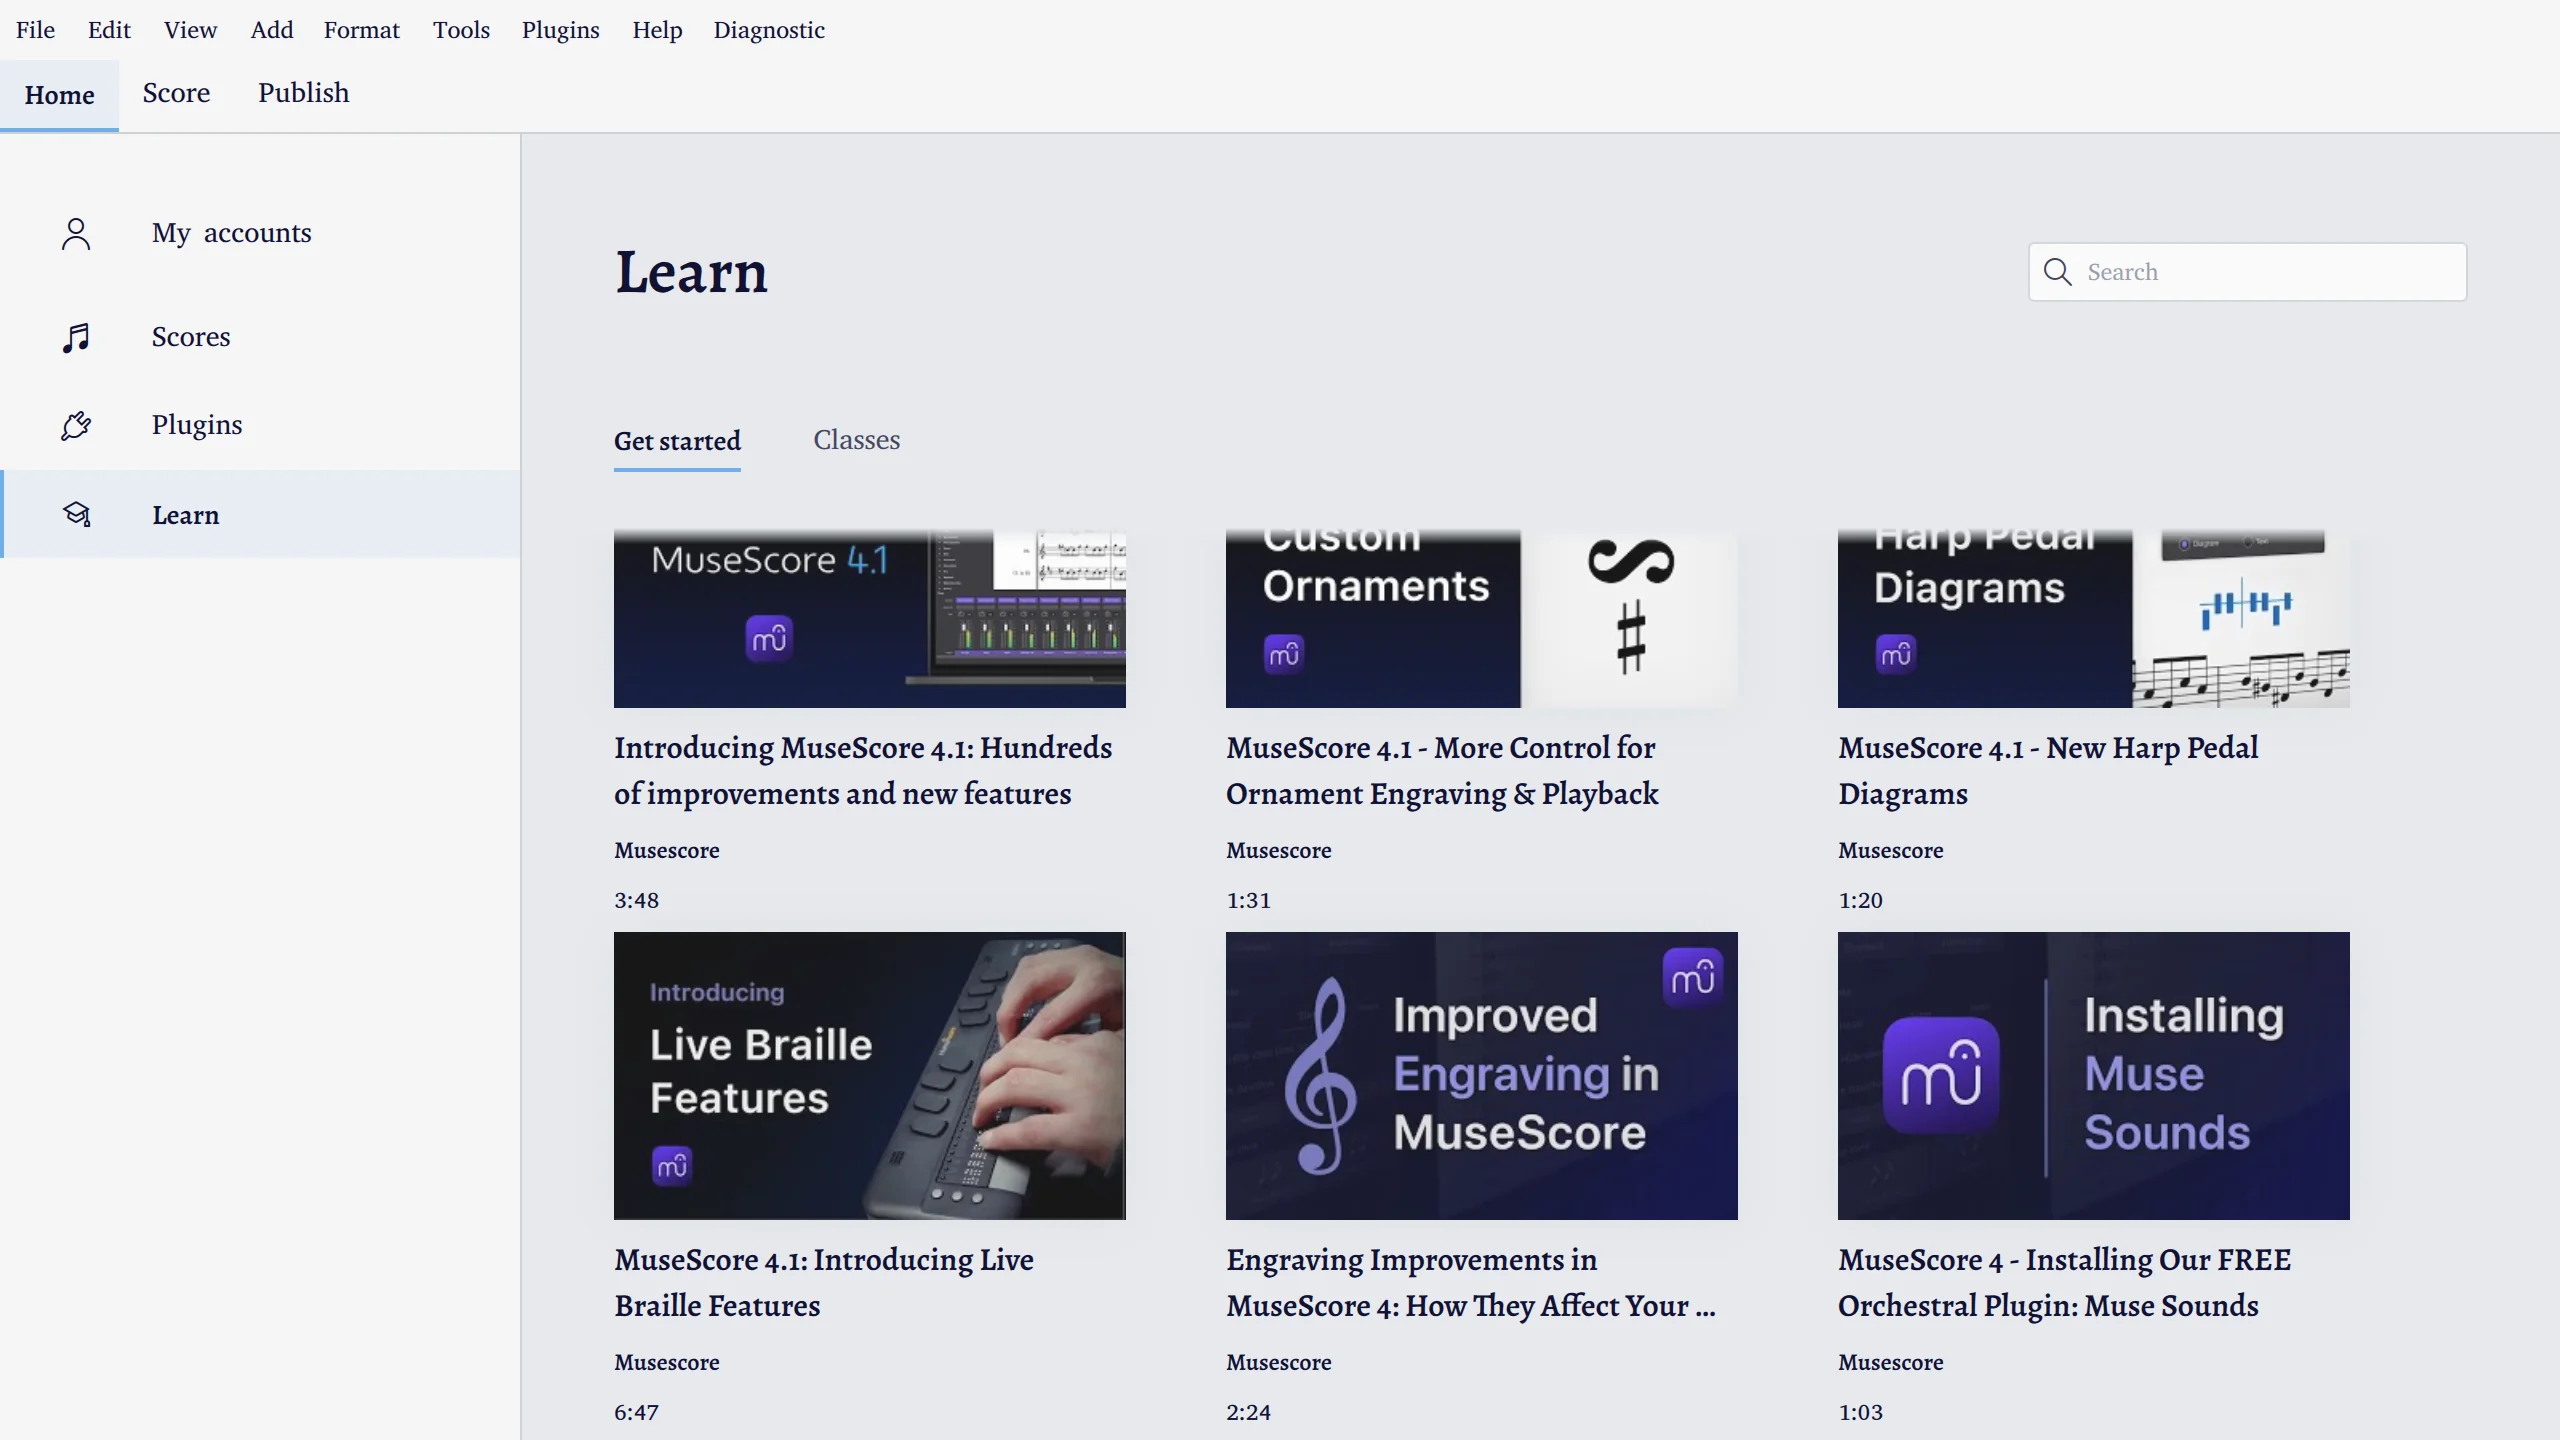 File Edit View Add Format Tools Plugins Help Diagnostic
Home Score Publish
My accounts
Scores
Plugins
Learn
Learn
Search
Get started Classes
MuseScore 4.1
Custom
Ornaments
Harp Pedal
Diagrams
Diagram Text
Introducing MuseScore 4.1: Hundreds
of improvements and new features
Musescore
3:48
MuseScore 4.1 - More Control for
Ornament Engraving & Playback
Musescore
1:31
MuseScore 4.1 - New Harp Pedal
Diagrams
Musescore
1:20
Introducing
Live Braille
Features
MuseScore 4.1: Introducing Live
Braille Features
Musescore
6:47
Improved
Engraving in
MuseScore
Engraving Improvements in
MuseScore 4: How They Affect Your ...
Musescore
2:24
Installing
Muse
Sounds
MuseScore 4 - Installing Our FREE
Orchestral Plugin: Muse Sounds
Musescore
1:03